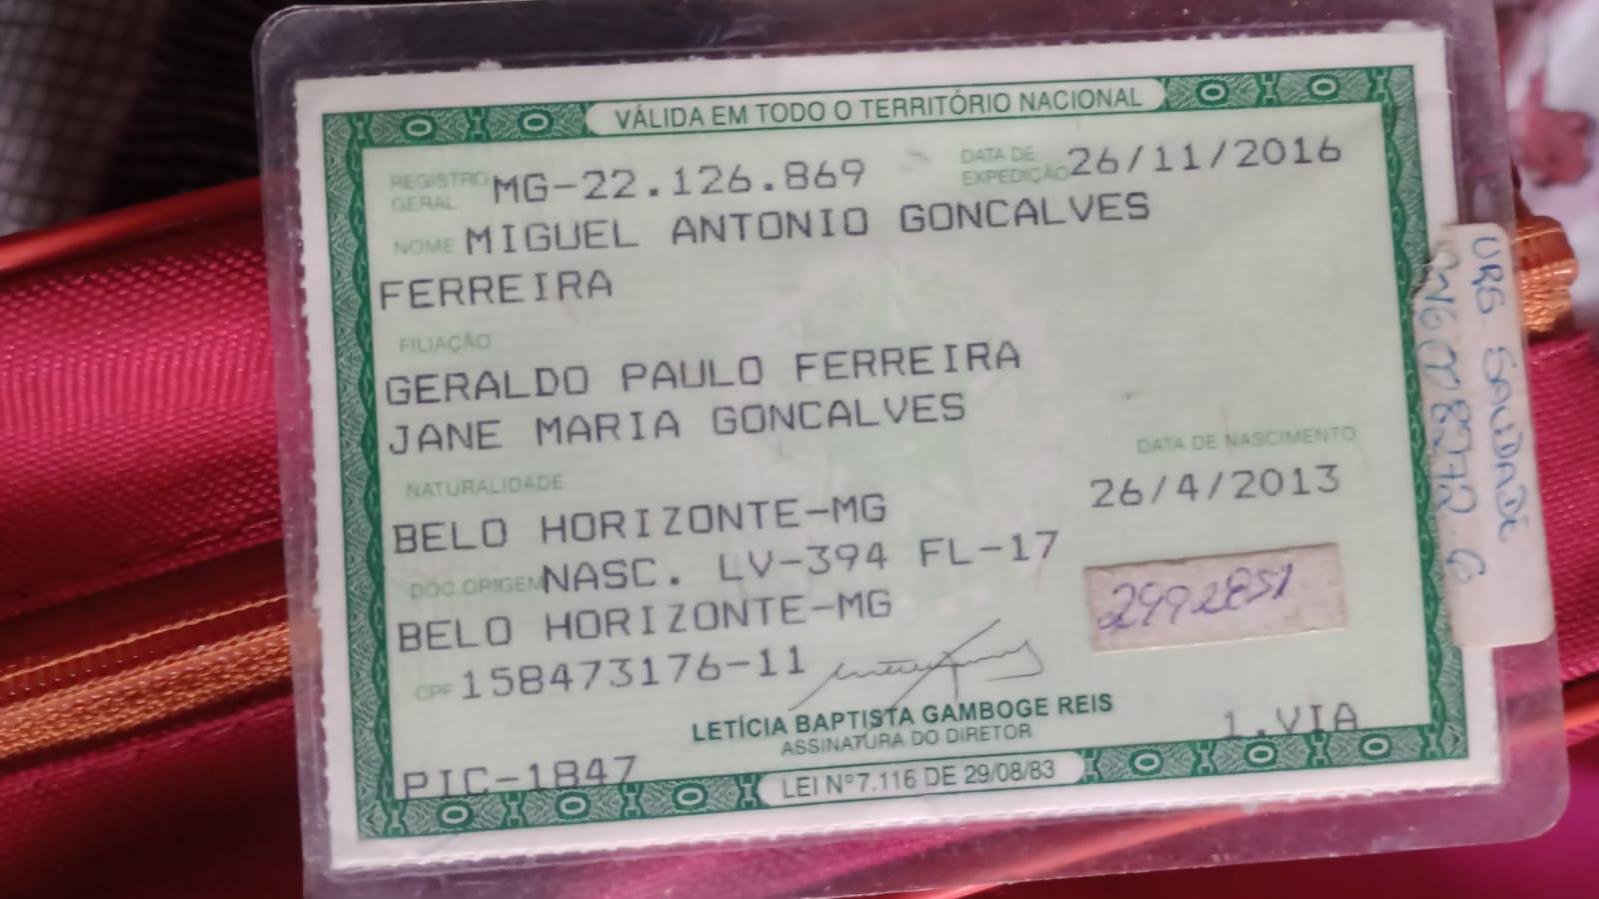 VÁLIDA EM TODO O TERRITÓRIO NACIONAL
REGISTRO GERAL MG-22.126.869 DATA DE EXPEDIÇÃO 26/11/2016
NOME MIGUEL ANTONIO GONCALVES
FERREIRA
FILIAÇÃO
GERALDO PAULO FERREIRA
JANE MARIA GONCALVES
NATURALIDADE DATA DE NASCIMENTO
BELO HORIZONTE-MG 26/4/2013
DOC.ORIGEM NASC. LV-394 FL-17
BELO HORIZONTE-MG
2992851
CPF 158473176-11
LETÍCIA BAPTISTA GAMBOGE REIS
ASSINATURA DO DIRETOR
PIC-1847 1.VIA
LEI Nº 7.116 DE 29/08/83
URS. SAUDADE